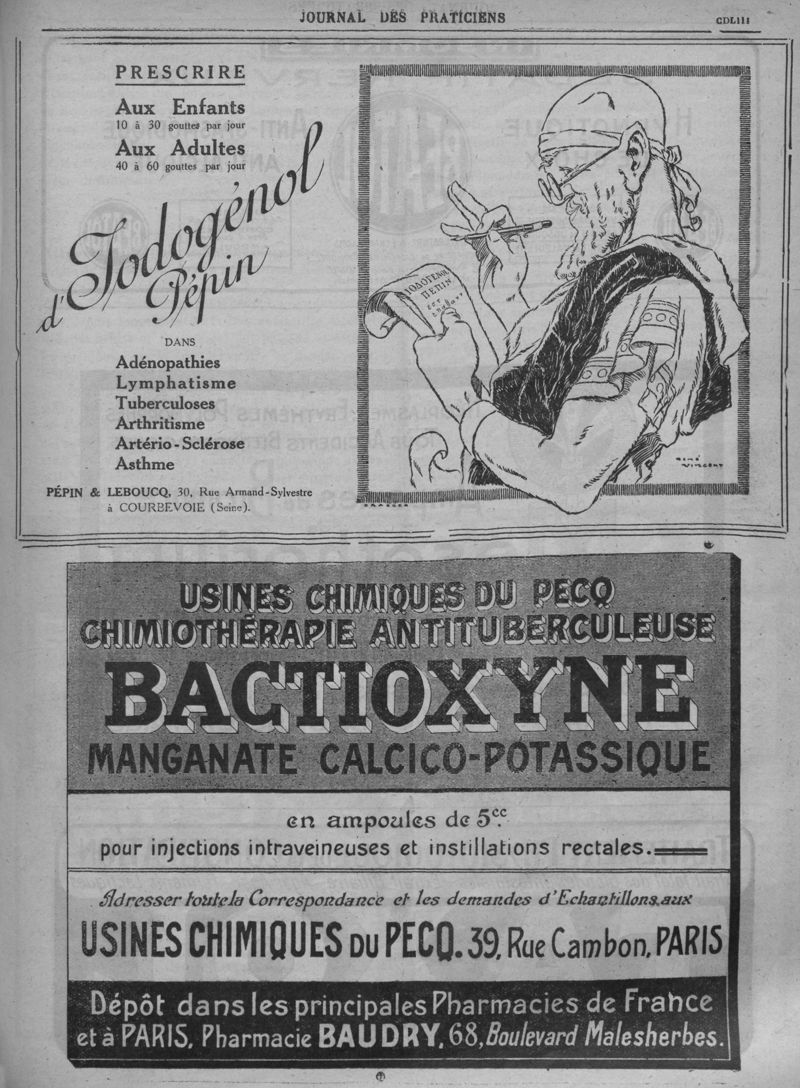 JOURNAL DES PRATICIENS
CDLIII
PRESCRIRE
Aux Enfants
10 à 30 gouttes par jour
Aux Adultes
40 à 60 gouttes par jour
d'Iodogénol
Pépin
DANS
Adénopathies
Lymphatisme
Tuberculoses
Arthritisme
Artério-Sclérose
Asthme
PÉPIN & LEBOUCQ, 30, Rue Armand-Sylvestre
à COURBEVOIE (Seine).
IODOGENOL
ΠEΠIN
RENÉ
VINCENT
DRAEGER
USINES CHIMIQUES DU PECQ
CHIMIOTHÉRAPIE ANTITUBERCULEUSE
BACTIOXYNE
MANGANATE CALCICO-POTASSIQUE
en ampoules de 5cc.
pour injections intraveineuses et instillations rectales.
Adresser toute la Correspondance et les demandes d'Echantillons, aux
USINES CHIMIQUES DU PECQ. 39, Rue Cambon, PARIS
Dépôt dans les principales Pharmacies de France
et à PARIS, Pharmacie BAUDRY, 68, Boulevard Malesherbes.